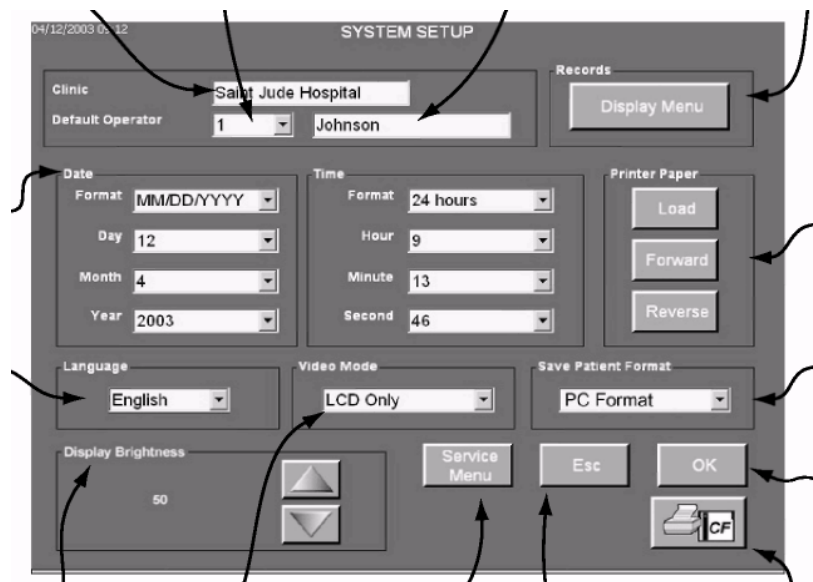 04/12/2003 09:12
SYSTEM SETUP
Clinic
Saint Jude Hospital
Default Operator
1
Johnson
Records
Display Menu
Date
Format
MM/DD/YYYY
Day
12
Month
4
Year
2003
Time
Format
24 hours
Hour
9
Minute
13
Second
46
Printer Paper
Load
Forward
Reverse
Language
English
Video Mode
LCD Only
Save Patient Format
PC Format
Display Brightness
50
Service
Menu
Esc
OK
CF